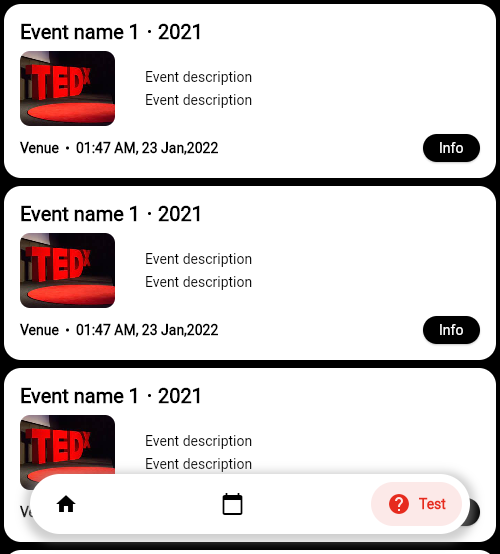 Event name 1 · 2021
TEDx
Event description
Event description
Venue · 01:47 AM, 23 Jan,2022
Info
Event name 1 · 2021
TEDx
Event description
Event description
Venue · 01:47 AM, 23 Jan,2022
Info
Event name 1 · 2021
TEDx
Event description
Event description
? Test